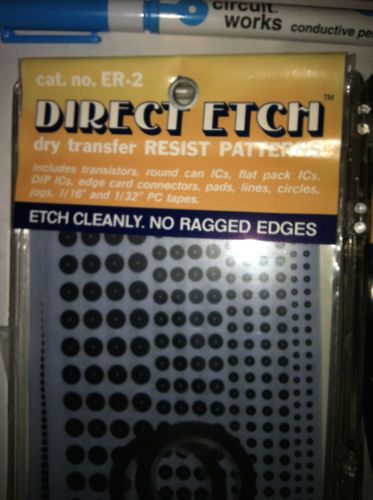 circuit
works conductive pe
cat. no. ER-2
DIRECT ETCH™
dry transfer RESIST PATTERNS
Includes transistors, round can ICs, flat pack ICs,
DIP ICs, edge card connectors, pads, lines, circles,
jogs, 1/16" and 1/32" PC tapes.
ETCH CLEANLY. NO RAGGED EDGES